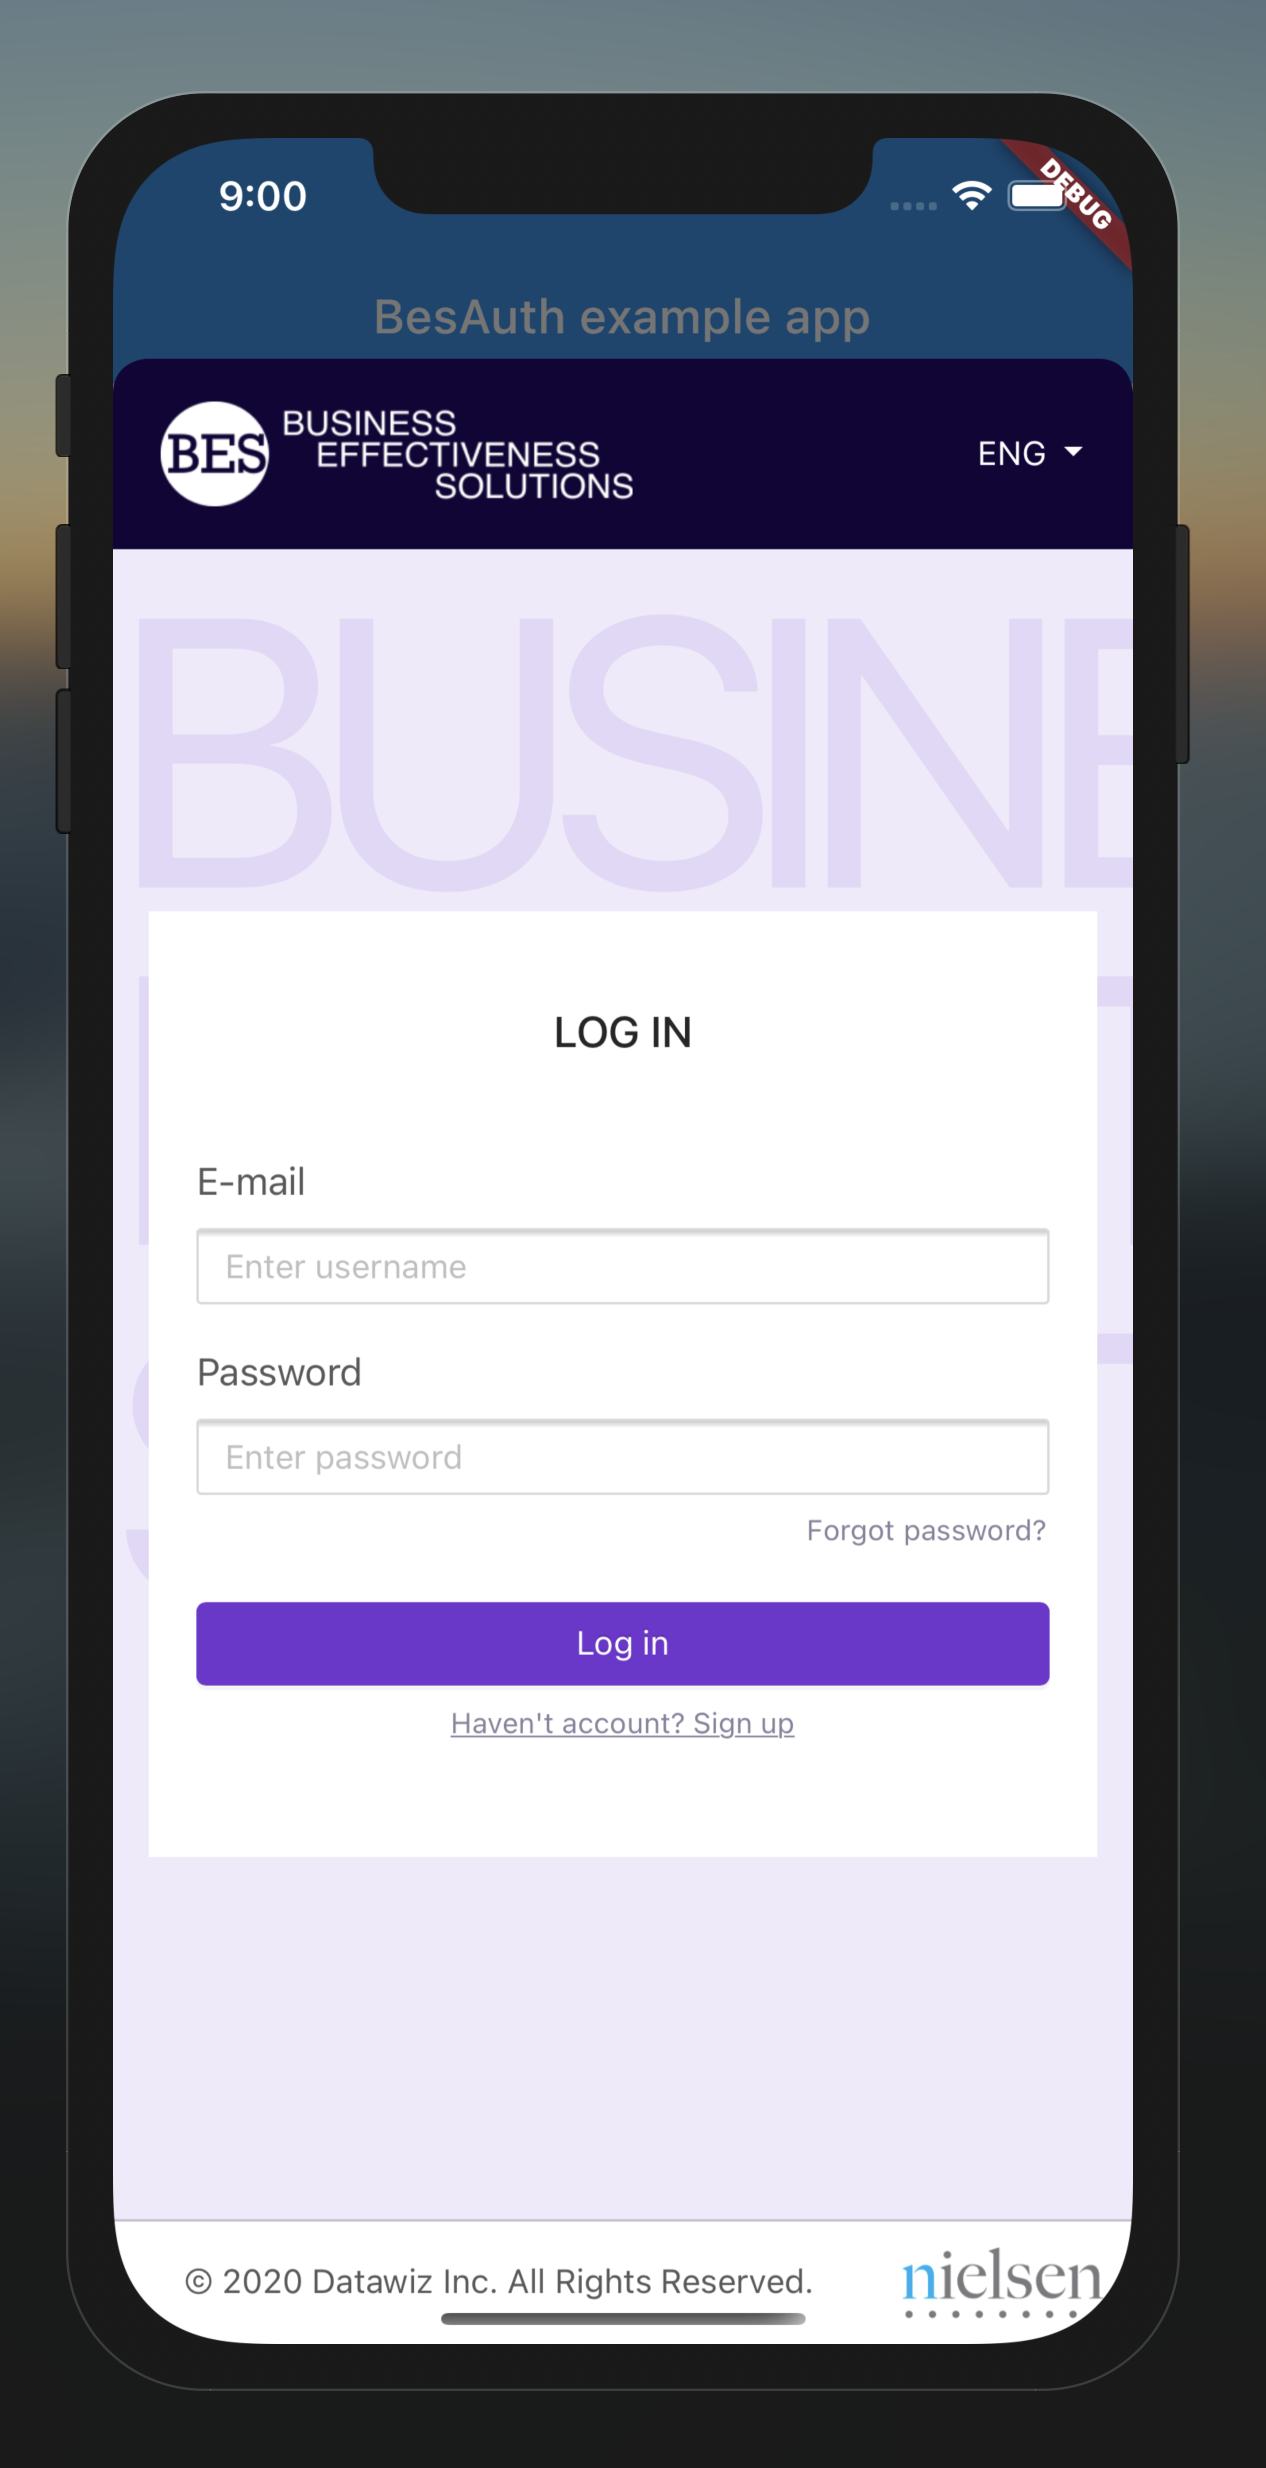 9:00
DEBUG
BesAuth example app
BES
BUSINESS
EFFECTIVENESS
SOLUTIONS
ENG
BUSINE
LOG IN
E-mail
Enter username
Password
Enter password
Forgot password?
Log in
Haven't account? Sign up
© 2020 Datawiz Inc. All Rights Reserved.
nielsen